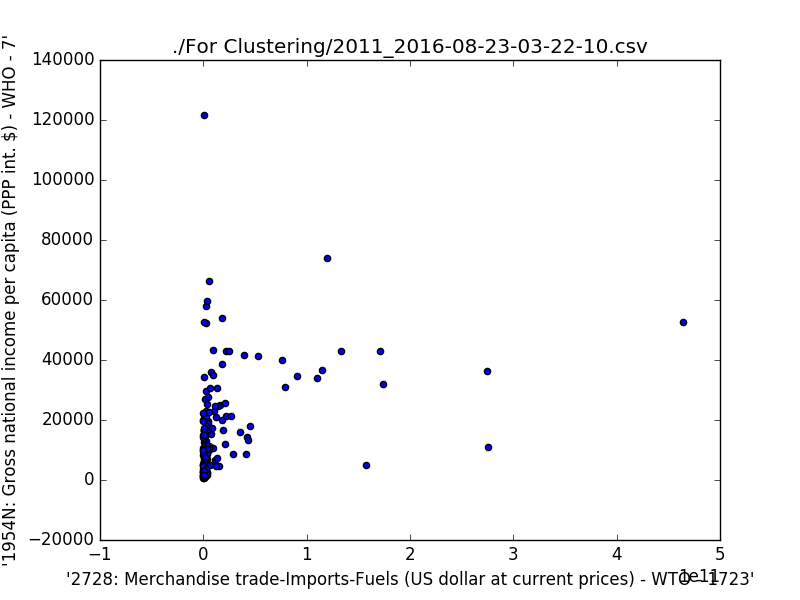 ./For Clustering/2011_2016-08-23-03-22-10.csv
'1954N: Gross national income per capita (PPP int. $) - WHO - 7'
140000
120000
100000
80000
60000
40000
20000
0
−20000
−1 0 1 2 3 4 5
1e11
'2728: Merchandise trade-Imports-Fuels (US dollar at current prices) - WTO - 1723'